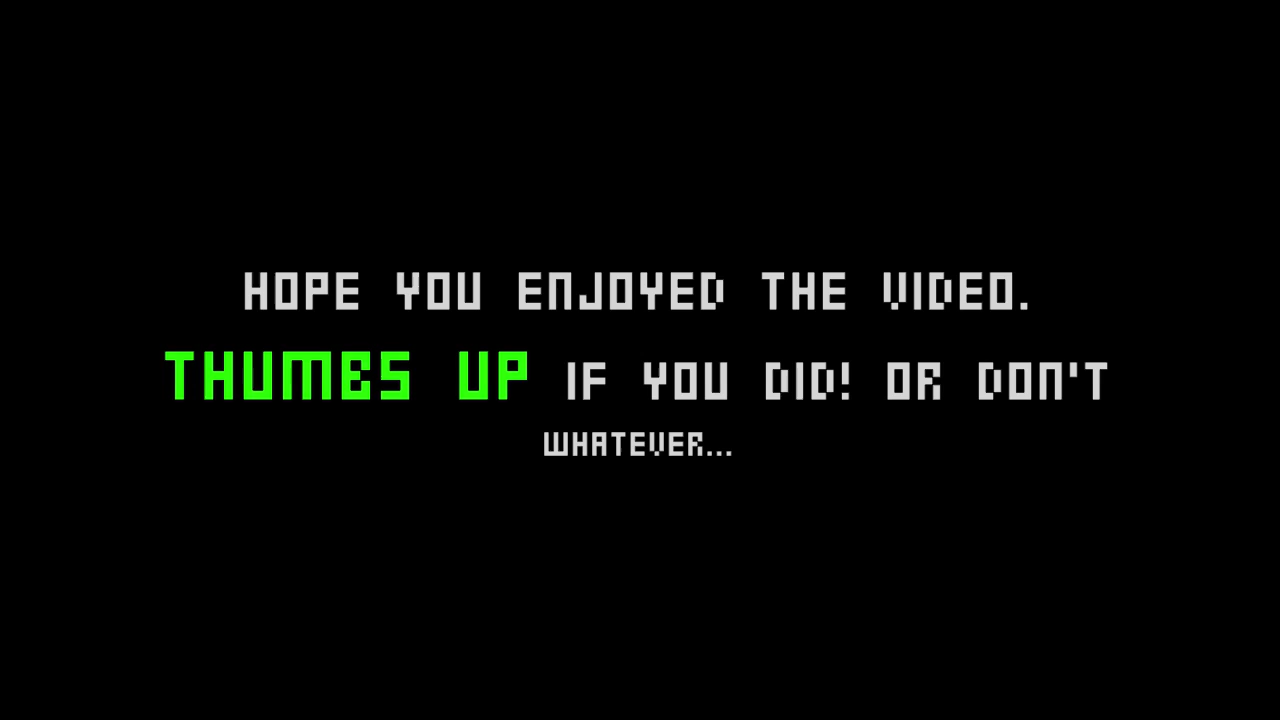 HOPE YOU ENJOYED THE VIDEO.
THUMBS UP IF YOU DID! OR DON'T
WHATEVER...